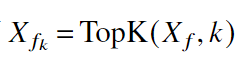 X_{f_k} = TopK(X_f, k)